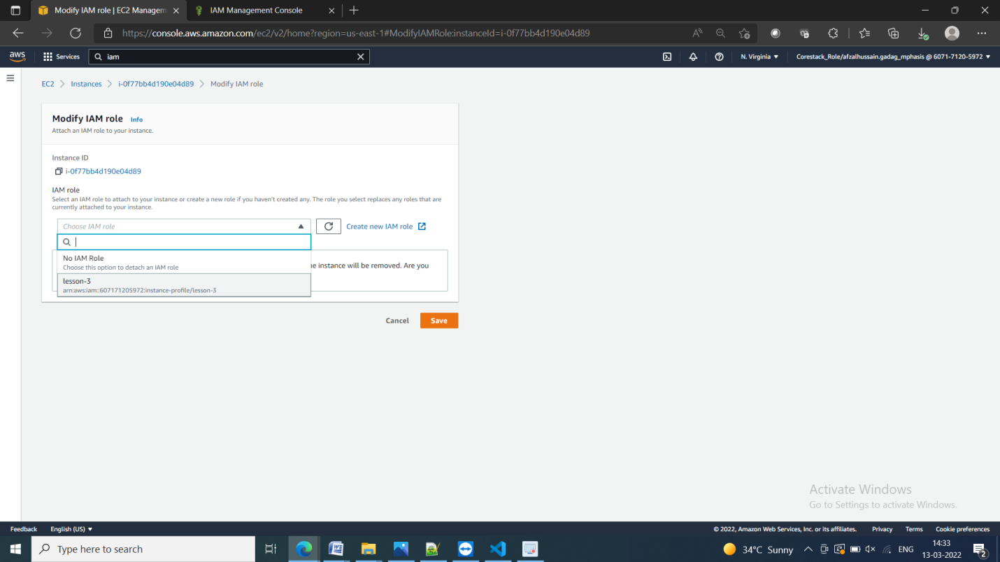 Modify IAM role | EC2 Managem
IAM Management Console
https://console.aws.amazon.com/ec2/v2/home?region=us-east-1#ModifyIAMRole:instanceId=i-0f77bb4d190e04d89
aws
Services
iam
N. Virginia
Corestack_Role/afzalhussain.gadag_mphasis @ 6071-7120-5972
EC2
Instances
i-0f77bb4d190e04d89
Modify IAM role
Modify IAM role Info
Attach an IAM role to your instance.
Instance ID
i-0f77bb4d190e04d89
IAM role
Select an IAM role to attach to your instance or create a new role if you haven't created any. The role you select replaces any roles that are
currently attached to your instance.
Choose IAM role
Create new IAM role
No IAM Role
Choose this option to detach an IAM role
instance will be removed. Are you
lesson-3
arn:aws:iam::607171205972:instance-profile/lesson-3
Cancel
Save
Activate Windows
Go to Settings to activate Windows.
Feedback
English (US)
© 2022, Amazon Web Services, Inc. or its affiliates.
Privacy
Terms
Cookie preferences
Type here to search
34°C Sunny
ENG
14:33
13-03-2022
2